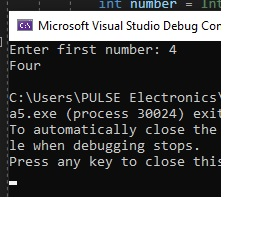 int number = Int
Microsoft Visual Studio Debug Con
Enter first number: 4
Four
C:\Users\PULSE Electronics\
a5.exe (process 30024) exit
To automatically close the
le when debugging stops.
Press any key to close this